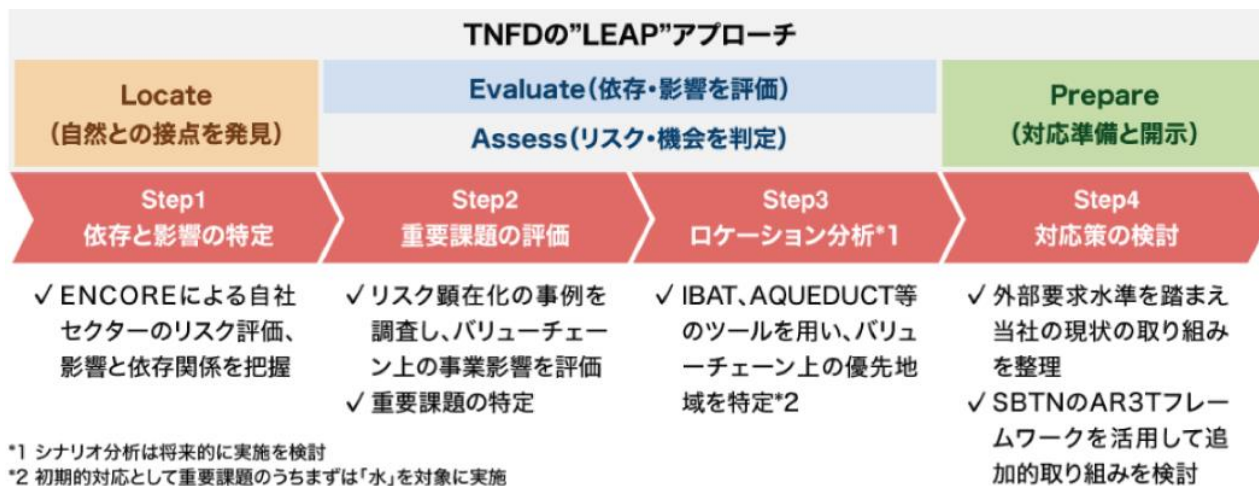 TNFDの”LEAP”アプローチ
Locate
(自然との接点を発見)
Evaluate(依存・影響を評価)
Assess(リスク・機会を判定)
Prepare
(対応準備と開示)
Step1
依存と影響の特定
Step2
重要課題の評価
Step3
ロケーション分析*1
Step4
対応策の検討
✓ENCOREによる自社
セクターのリスク評価、
影響と依存関係を把握
✓リスク顕在化の事例を
調査し、バリューチェー
ン上の事業影響を評価
✓重要課題の特定
✓IBAT、AQUEDUCT等
のツールを用い、バリ
ューチェーン上の優先地
域を特定*2
✓外部要求水準を踏まえ
当社の現状の取り組み
を整理
✓SBTNのAR3Tフレー
ムワークを活用して追
加的取り組みを検討
*1 シナリオ分析は将来的に実施を検討
*2 初期的対応として重要課題のうちまずは「水」を対象に実施